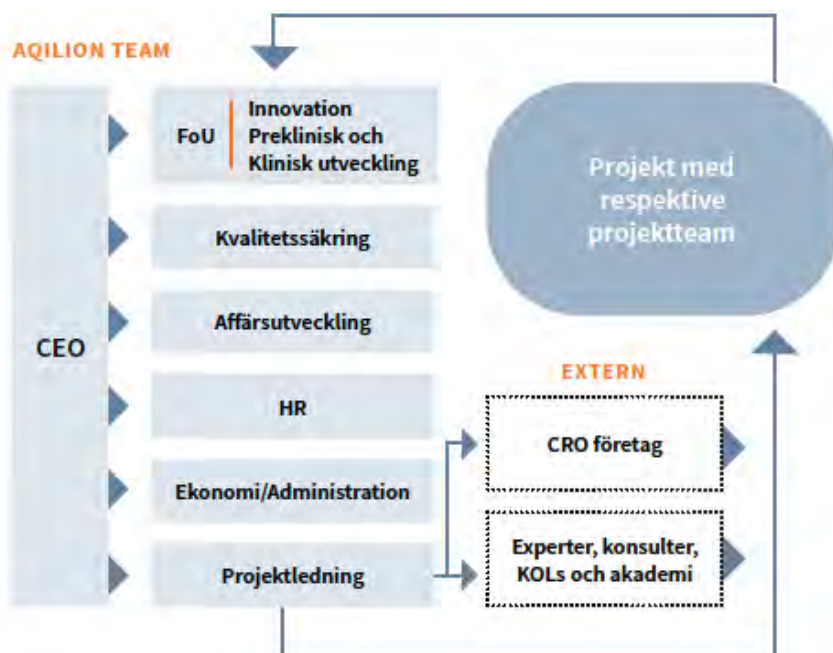 AQILION TEAM
CEO
FoU
Innovation
Preklinisk och
Klinisk utveckling
Kvalitetssäkring
Affärsutveckling
HR
Ekonomi/Administration
Projektledning
Projekt med
respektive
projektteam
EXTERN
CRO företag
Experter, konsulter,
KOLs och akademi